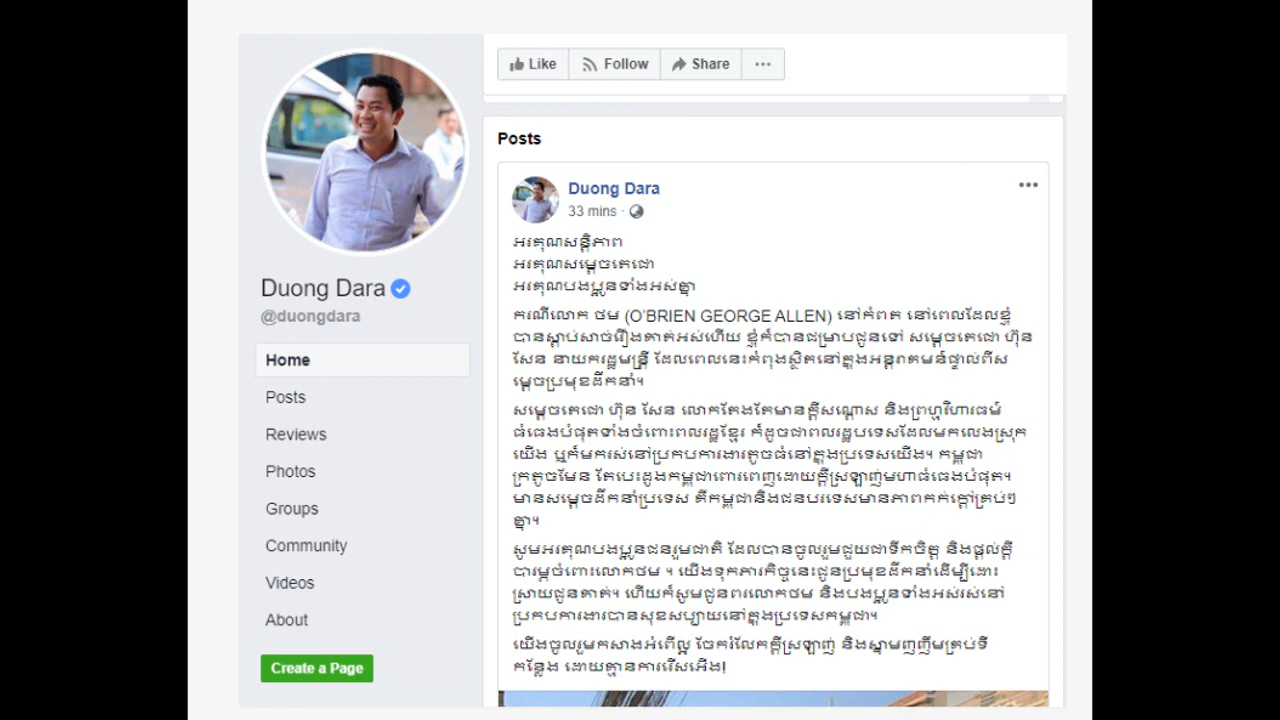 Like
Follow
Share
Posts
Duong Dara
33 mins ·
Duong Dara
@duongdara
Home
Posts
Reviews
Photos
Groups
Community
Videos
About
Create a Page
អរគុណសន្តិភាព
អរគុណសម្តេចតេជោ
អរគុណបងប្អូនទាំងអស់គ្នា
ករណីលោក ថម (O'BRIEN GEORGE ALLEN) នៅកំពត នៅពេលដែលខ្ញុំ
បានស្តាប់សាច់រឿងគាត់អស់ហើយ ខ្ញុំក៏បានជម្រាបជូនទៅ សម្តេចតេជោ ហ៊ុន
សែន នាយករដ្ឋមន្ត្រី ដែលពេលនេះកំពុងស្ថិតនៅក្នុងអន្តរាគមន៍ផ្ទាល់ពីស
ម្តេចប្រមុខដឹកនាំ។
សម្តេចតេជោ ហ៊ុន សែន លោកតែងតែមានក្តីសណ្តោស និងព្រហ្មវិហារធម៌
ធំធេងបំផុតទាំងចំពោះពលរដ្ឋខ្មែរ ក៏ដូចជាពលរដ្ឋបទេសដែលមកលេងស្រុក
យើង ឬក៏មករស់នៅប្រកបការងារតូចធំនៅក្នុងប្រទេសយើង។ កម្ពុជា
ក្រតូចមែន តែបេះដូងកម្ពុជាពោរពេញដោយក្តីស្រឡាញ់មហាធំធេងបំផុត។
មានសម្តេចដឹកនាំប្រទេស គឺកម្ពុជានិងជនបរទេសមានភាពកក់ក្តៅគ្រប់ៗ
គ្នា។
សូមអរគុណបងប្អូនជនរួមជាតិ ដែលបានចូលរួមជួយជាទឹកចិត្ត និងផ្តល់ក្តី
បារម្ភចំពោះលោកថម ។ យើងទុកភារកិច្ចនេះជូនប្រមុខដឹកនាំដើម្បីដោះ
ស្រាយជូនគាត់។ ហើយក៏សូមជូនពរលោកថម និងបងប្អូនទាំងអស់រស់នៅ
ប្រកបការងារបានសុខសប្បាយនៅក្នុងប្រទេសកម្ពុជា។
យើងចូលរួមកសាងអំពើល្អ ចែករំលែកក្តីស្រឡាញ់ និងស្នាមញញឹមគ្រប់ទី
កន្លែង ដោយគ្មានការរើសអើង!